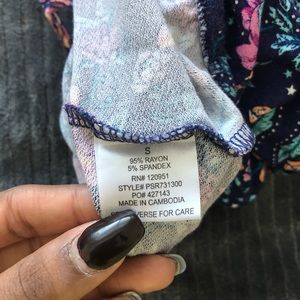 S
95% RAYON
5% SPANDEX
RN# 120951
STYLE# PSR731300
PO# 427143
MADE IN CAMBODIA
VERSE FOR CARE